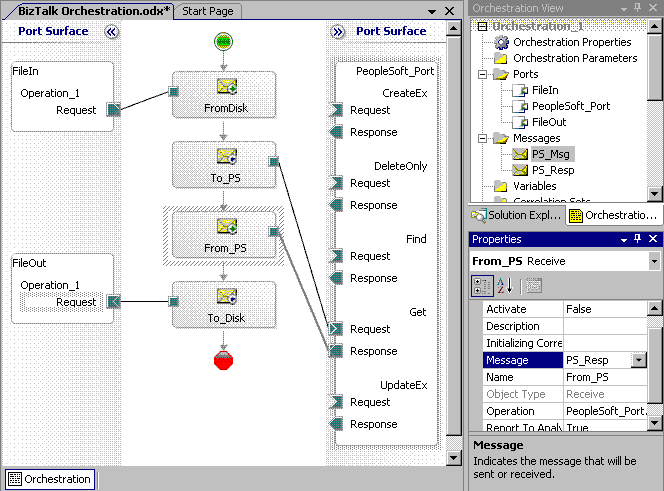 BizTalk Orchestration.odx*
Start Page
Port Surface
Port Surface
FileIn
Operation_1
Request
FileOut
Operation_1
Request
FromDisk
To_PS
From_PS
To_Disk
PeopleSoft_Port
CreateEx
Request
Response
DeleteOnly
Request
Response
Find
Request
Response
Get
Request
Response
UpdateEx
Request
Response
Orchestration
Orchestration View
Orchestration_1
Orchestration Properties
Orchestration Parameters
Ports
FileIn
PeopleSoft_Port
FileOut
Messages
PS_Msg
PS_Resp
Variables
Correlation Sets
Solution Expl...
Orchestratio...
Properties
From_PS Receive
Activate False
Description
Initializing Corre
Message PS_Resp
Name From_PS
Object Type Receive
Operation PeopleSoft_Port.
Report To Analy True
Message
Indicates the message that will be
sent or received.